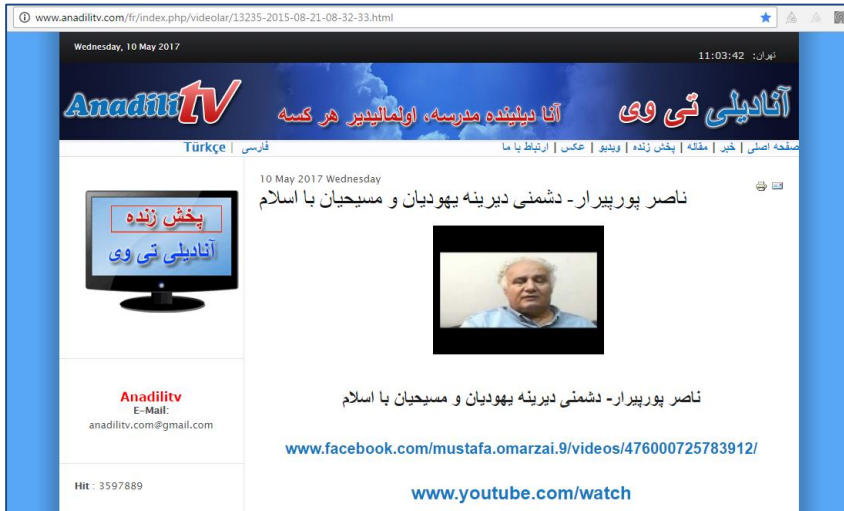 www.anadilitv.com/fr/index.php/videolar/13235-2015-08-21-08-32-33.html
Wednesday, 10 May 2017
تهران: 11:03:42
Anadilitv
آنا دیلینده مدرسه، اولمالیدیر هر کسه
آنادیلی تی وی
صفحه اصلی | خبر | مقاله | پخش زنده | ویدیو | عکس | ارتباط با ما
فارسی | Türkçe
10 May 2017 Wednesday
ناصر پورپیرار- دشمنی دیرینه یهودیان و مسیحیان با اسلام
پخش زنده
آنادیلی تی وی
ناصر پورپیرار- دشمنی دیرینه یهودیان و مسیحیان با اسلام
Anadilitv
E-Mail:
anadilitv.com@gmail.com
www.facebook.com/mustafa.omarzai.9/videos/476000725783912/
Hit : 3597889
www.youtube.com/watch